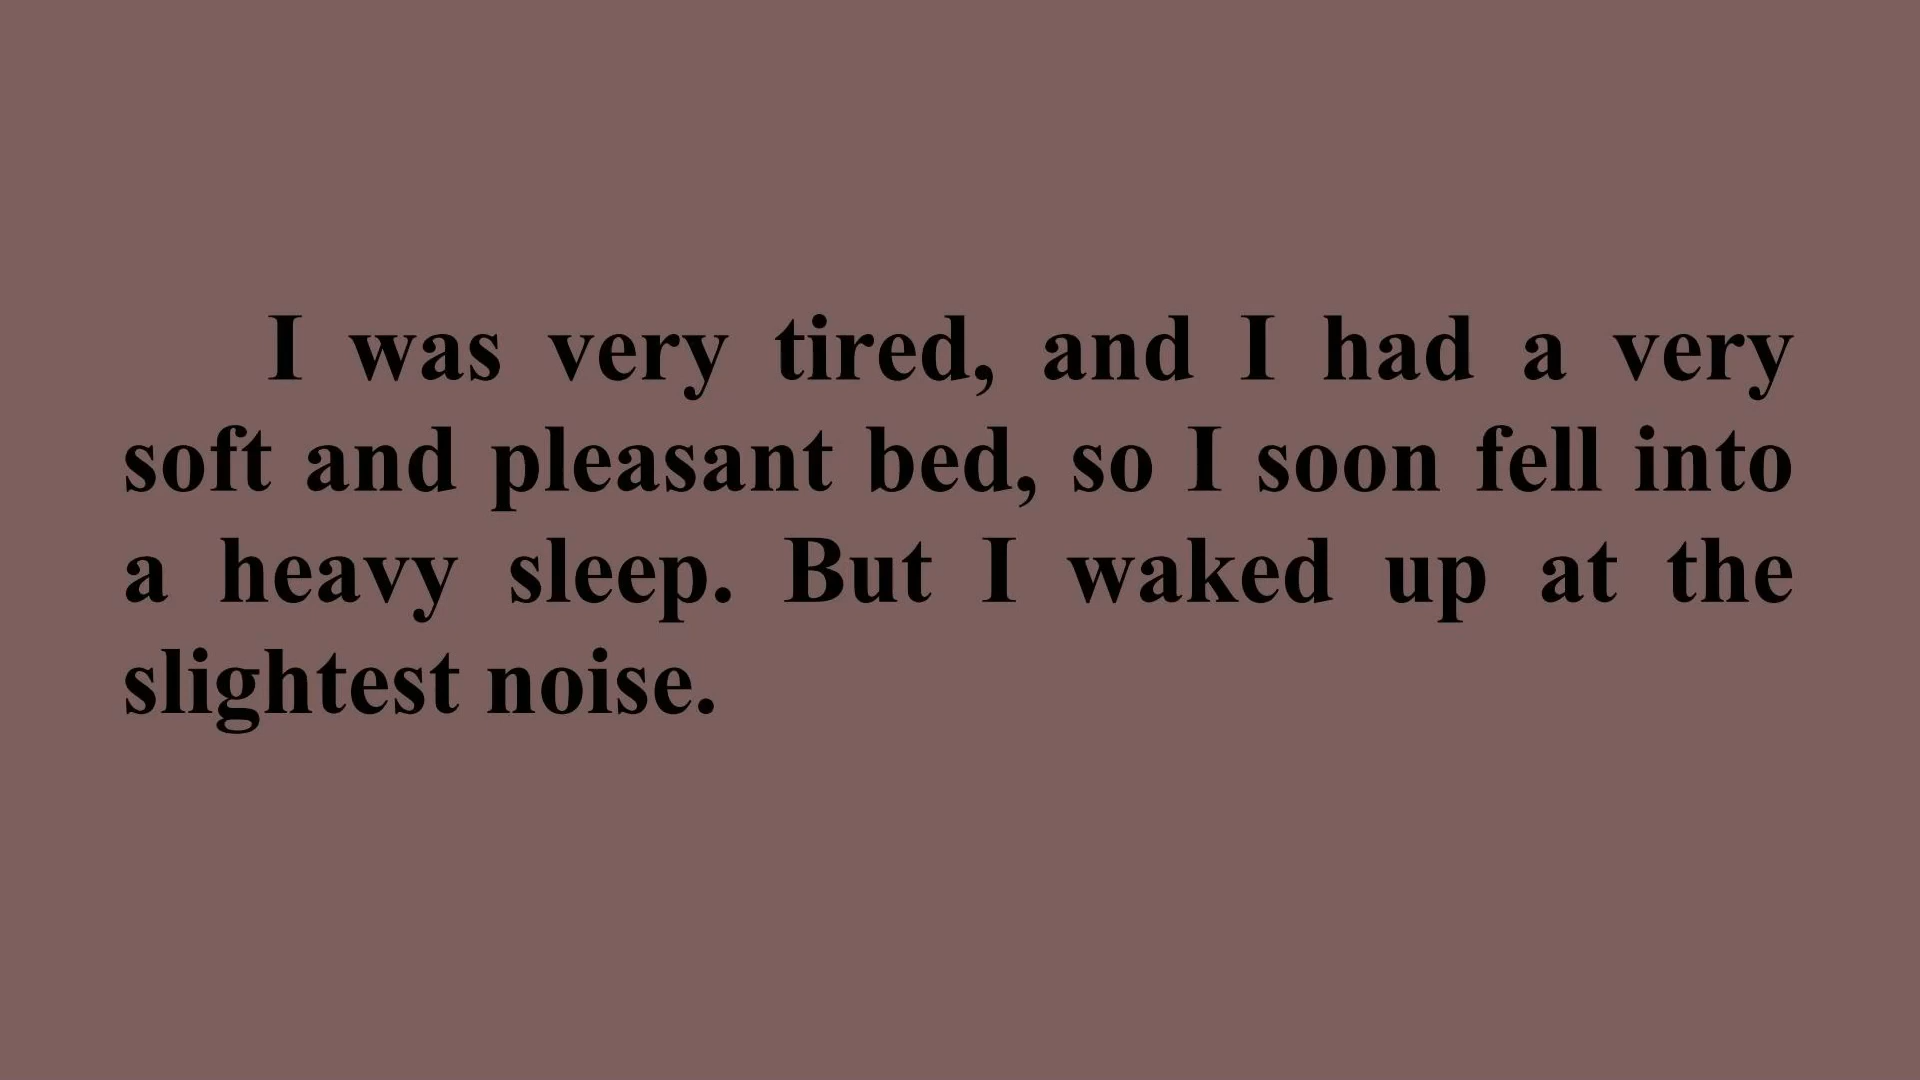 I was very tired, and I had a very
soft and pleasant bed, so I soon fell into
a heavy sleep. But I waked up at the
slightest noise.